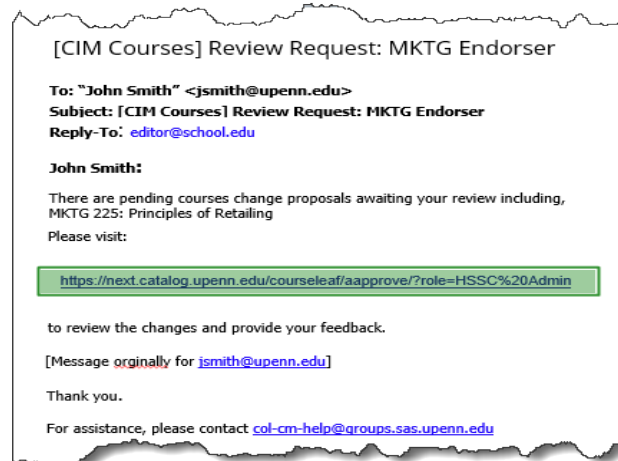 [CIM Courses] Review Request: MKTG Endorser
To: “John Smith” <jsmith@upenn.edu>
Subject: [CIM Courses] Review Request: MKTG Endorser
Reply-To: editor@school.edu
John Smith:
There are pending courses change proposals awaiting your review including,
MKTG 225: Principles of Retailing
Please visit:
https://next.catalog.upenn.edu/courseleaf/aapprove/?role=HSSC%20Admin
to review the changes and provide your feedback.
[Message orginally for jsmith@upenn.edu]
Thank you.
For assistance, please contact col-cm-help@groups.sas.upenn.edu